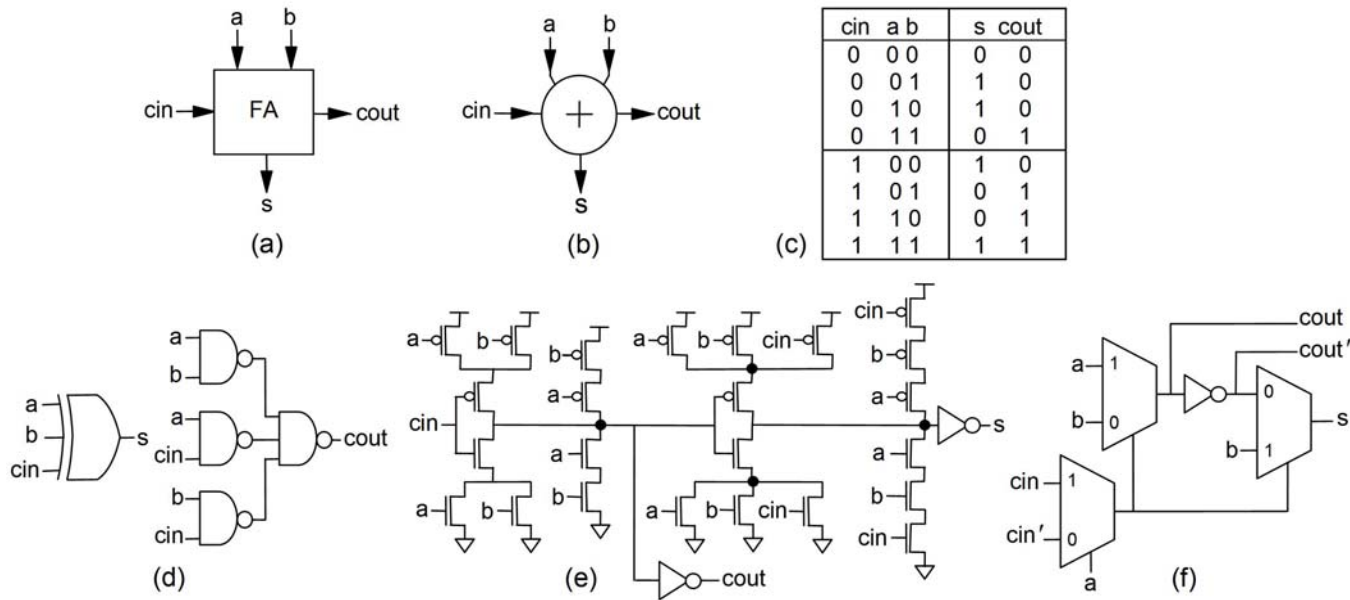 a b
cin FA cout
s
(a)
a b
cin + cout
s
(b)
(c)
cin a b s cout
0 0 0 0 0
0 0 1 1 0
0 1 0 1 0
0 1 1 0 1
1 0 0 1 0
1 0 1 0 1
1 1 0 0 1
1 1 1 1 1
a
b
cin
s
a
b
a
cin
b
cin
cout
(d)
a b b
a
cin
a
b
a b
a b cin
a b cin
cin
b
a
a
b
cin
s
cout
(e)
a 1
b 0
cin 1
cin' 0
a
cout
cout'
0
b 1
s
(f)